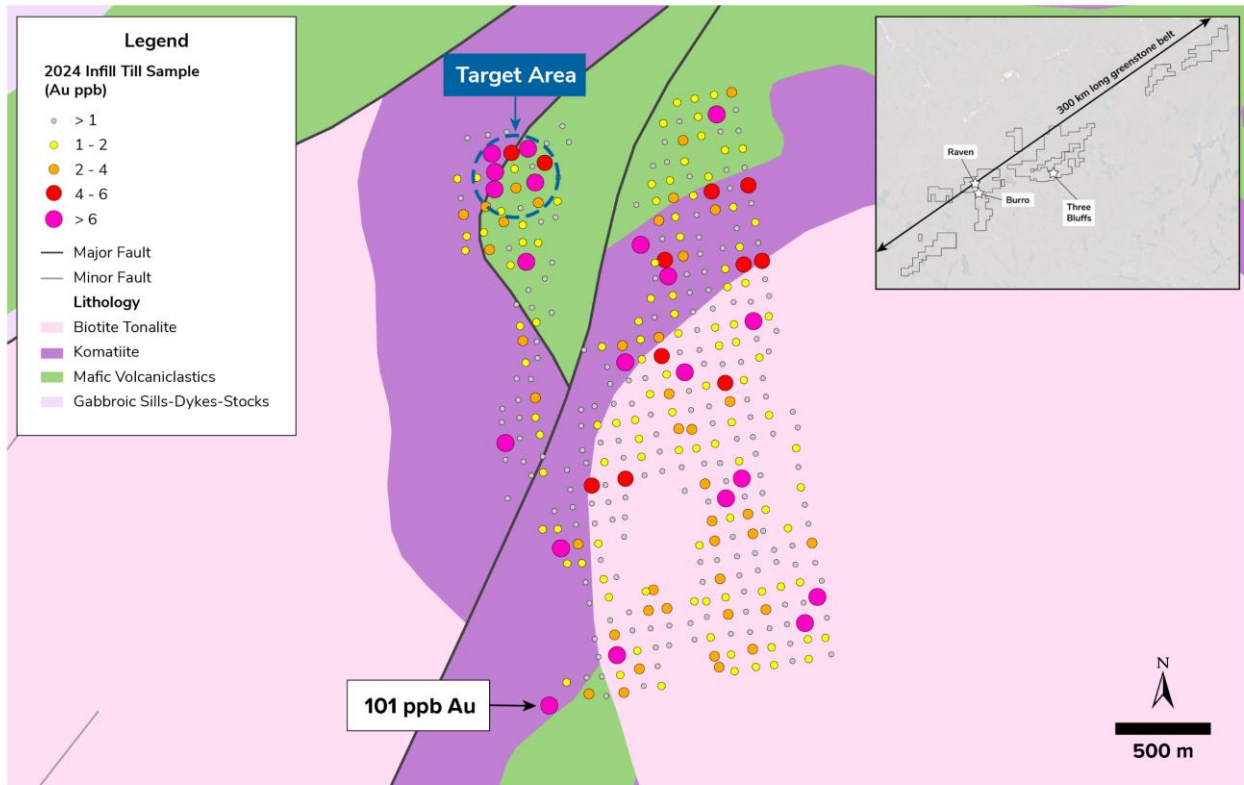 Legend
2024 Infill Till Sample
(Au ppb)
> 1
1 - 2
2 - 4
4 - 6
> 6
Major Fault
Minor Fault
Lithology
Biotite Tonalite
Komatiite
Mafic Volcaniclastics
Gabbroic Sills-Dykes-Stocks
Target Area
300 km long greenstone belt
Raven
Burro
Three
Bluffs
101 ppb Au
N
500 m